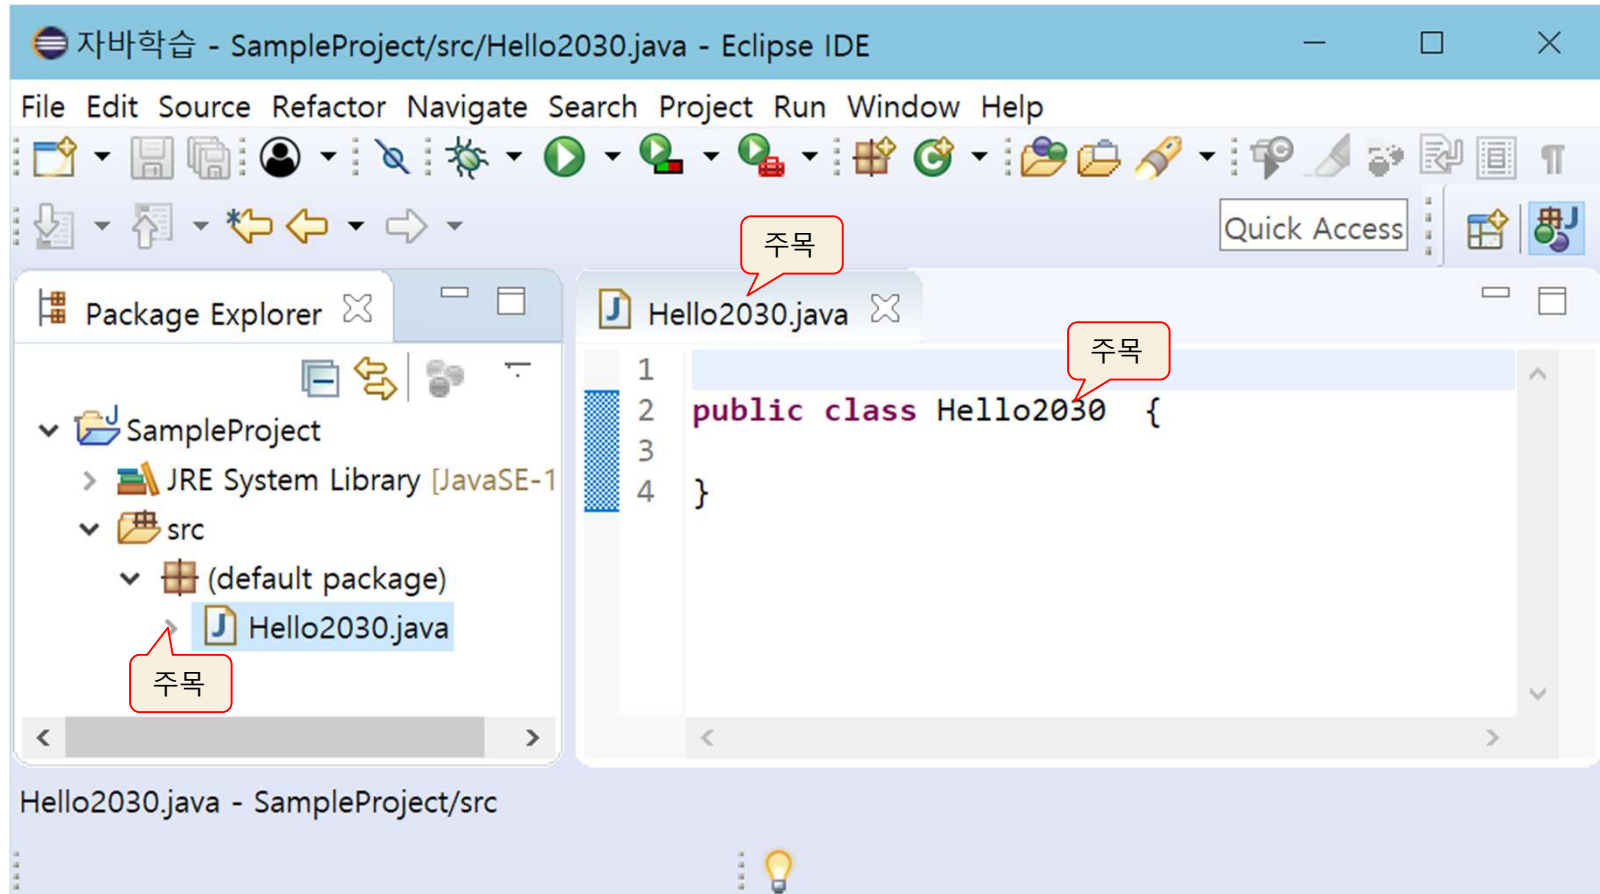 자바학습 - SampleProject/src/Hello2030.java - Eclipse IDE
File Edit Source Refactor Navigate Search Project Run Window Help
Quick Access
주목
Package Explorer
Hello2030.java
주목
SampleProject
JRE System Library [JavaSE-1
src
(default package)
Hello2030.java
주목
1
2 public class Hello2030 {
3
4 }
Hello2030.java - SampleProject/src